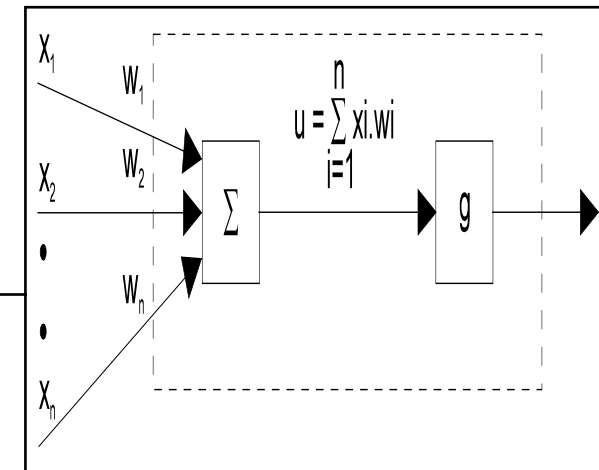 x₁
w₁
n
u = ∑ xi.wi
i=1
w₂
x₂
Σ
g
wₙ
xₙ